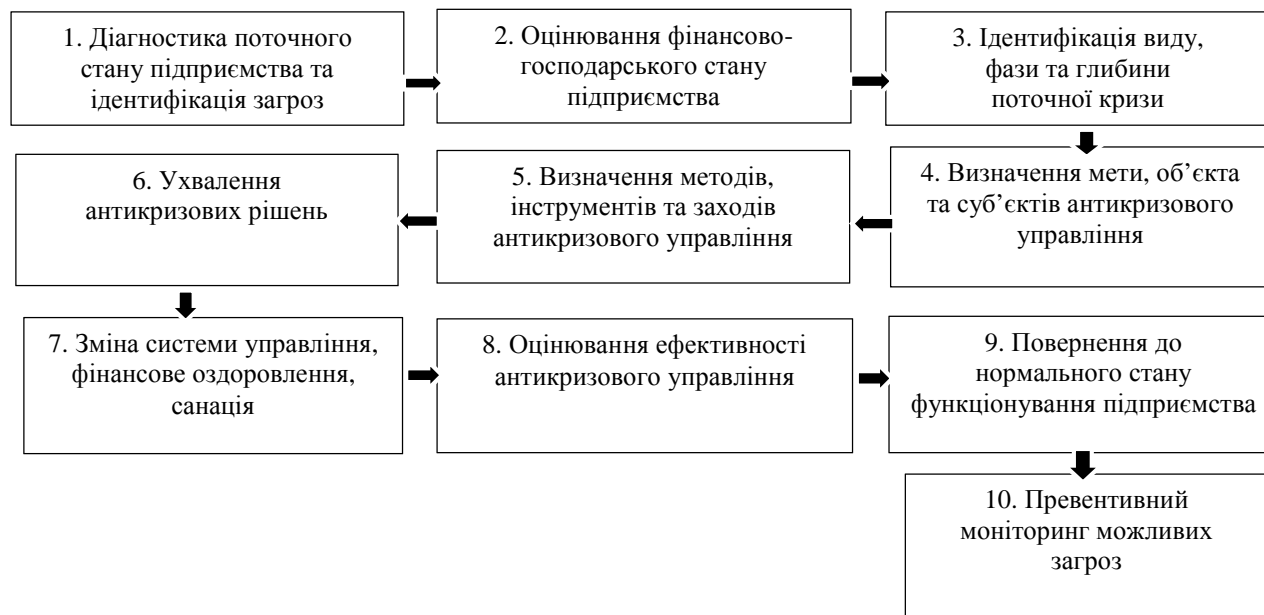 1. Діагностика поточного
стану підприємства та
ідентифікація загроз
2. Оцінювання фінансово-
господарського стану
підприємства
3. Ідентифікація виду,
фази та глибини
поточної кризи
4. Визначення мети, об’єкта
та суб’єктів антикризового
управління
5. Визначення методів,
інструментів та заходів
антикризового управління
6. Ухвалення
антикризових рішень
7. Зміна системи управління,
фінансове оздоровлення,
санація
8. Оцінювання ефективності
антикризового управління
9. Повернення до
нормального стану
функціонування підприємства
10. Превентивний
моніторинг можливих
загроз